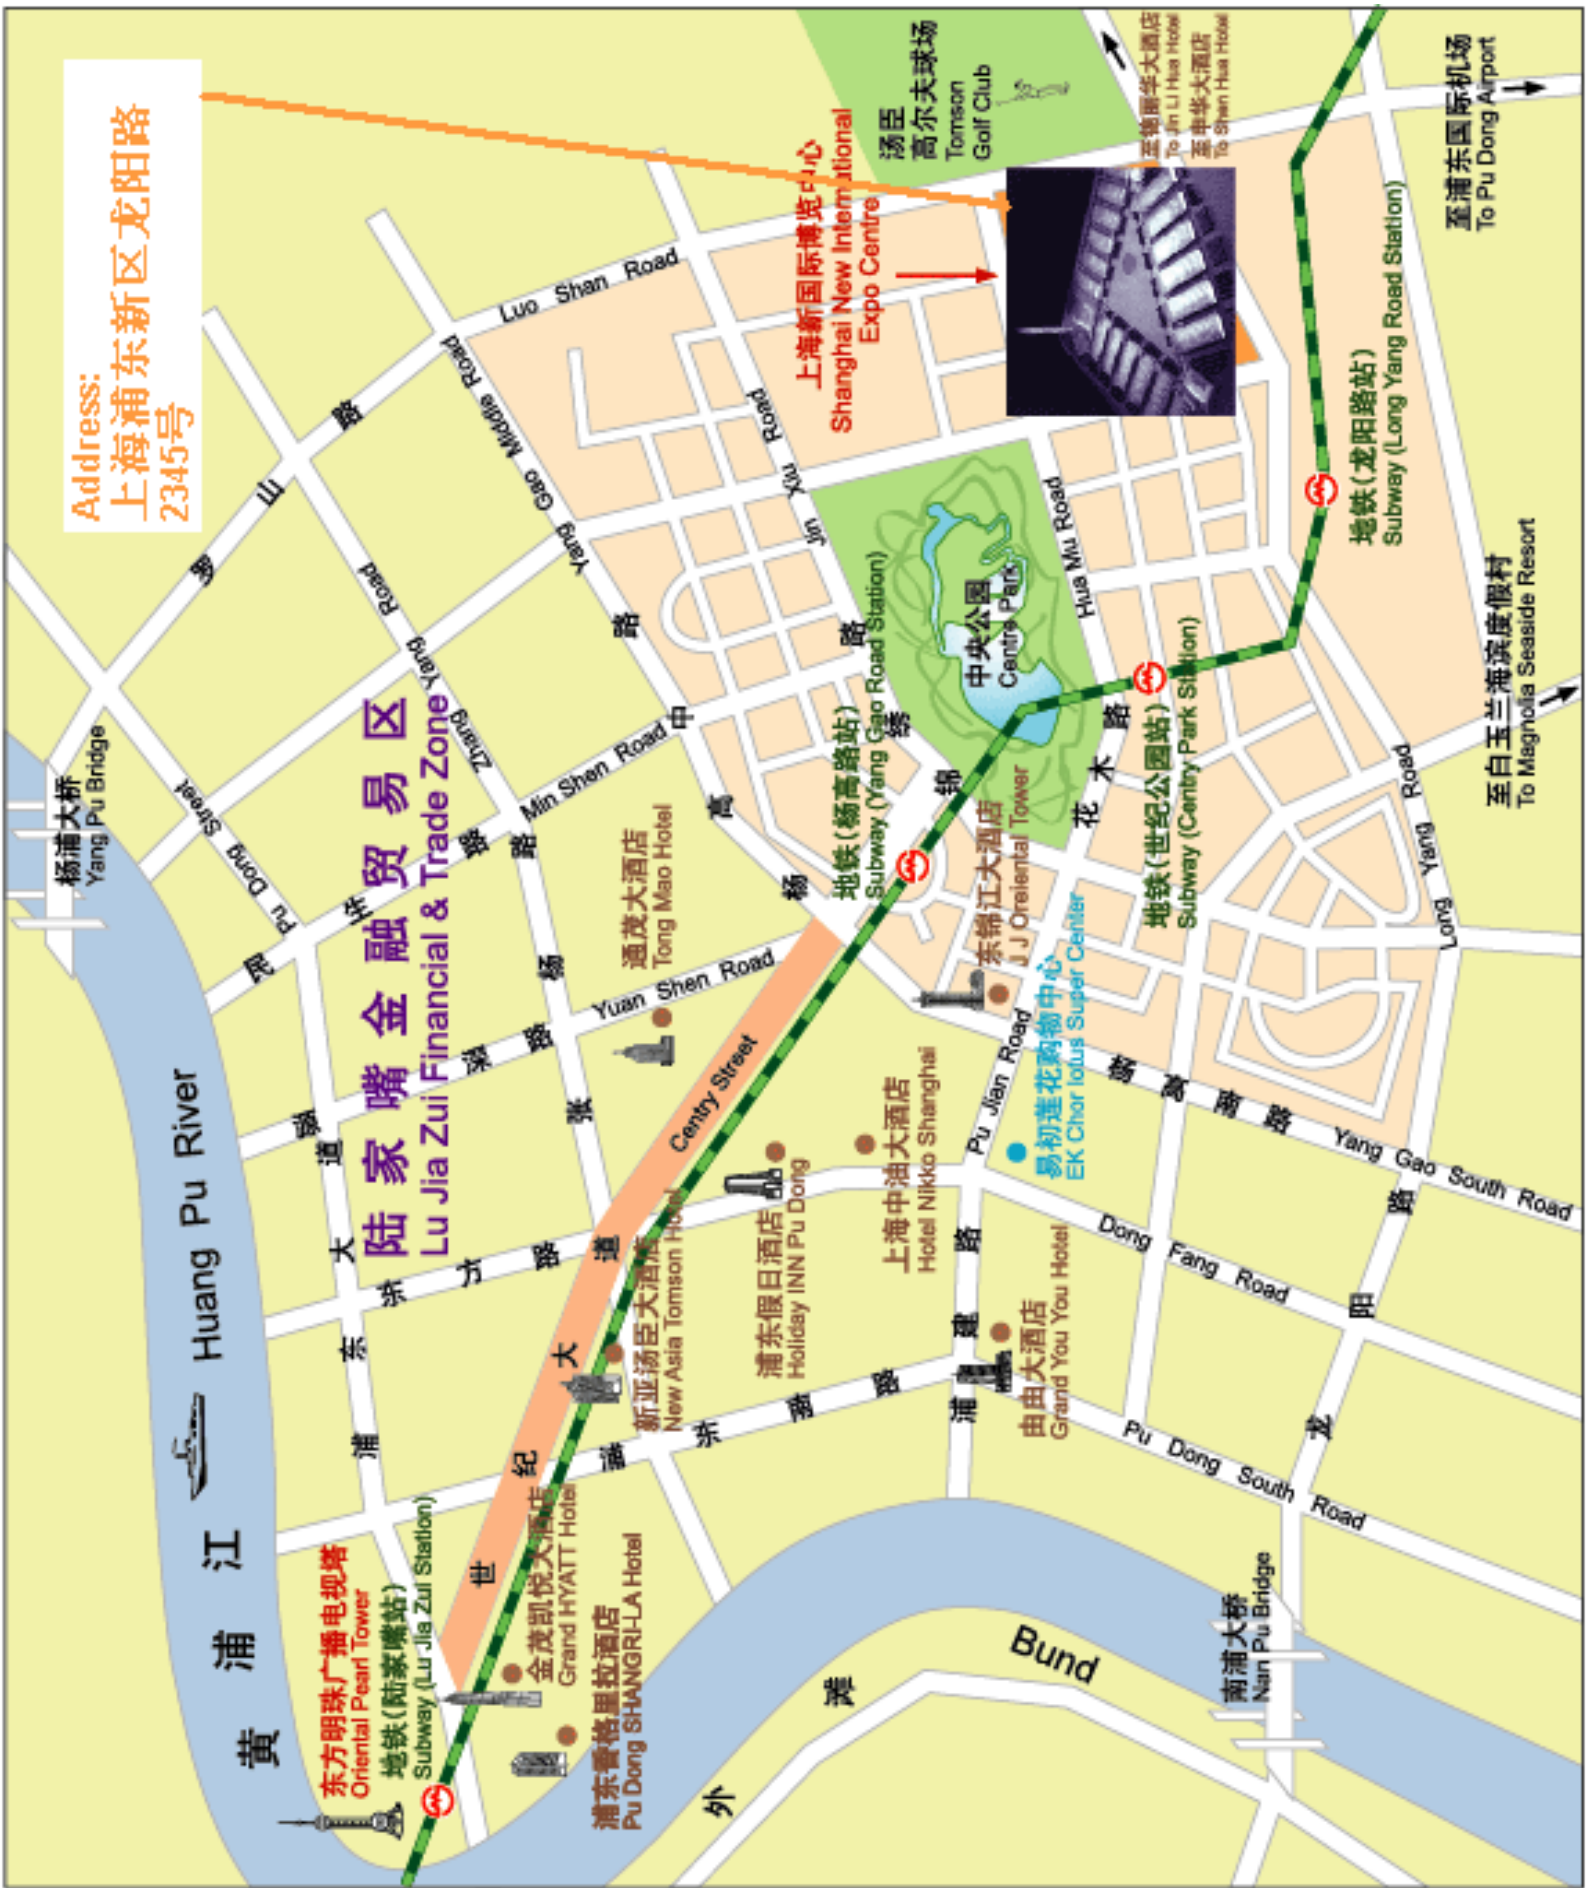 Address:
上海浦东新区龙阳路
2345号
汤臣
高尔夫球场
Tomson
Golf Club
至锦丽华大酒店
To Jin Li Hua Hotel
至申华大酒店
To Shen Hua Hotel
至浦东国际机场
To Pu Dong Airport
上海新国际博览中心
Shanghai New International
Expo Centre
罗 山 路
Luo Shan Road
Yang Gao Middle Road
Zhang Yang Road
Jin Xiu Road
Hua Mu Road
地铁(龙阳路站)
Subway (Long Yang Road Station)
中央公园
Centre Park
地铁(杨高路站)
Subway (Yang Gao Road Station)
地铁(世纪公园站)
Subway (Centry Park Station)
至白玉兰海滨度假村
To Magnolia Seaside Resort
杨 高 中 路
锦 绣 路
花 木 路
Long Yang Road
杨浦大桥
Yang Pu Bridge
Pu Dong Street
民 生 路
Min Shen Road
陆 家 嘴 金 融 贸 易 区
Lu Jia Zui Financial & Trade Zone
通茂大酒店
Tong Mao Hotel
东锦江大酒店
J J Oreiental Tower
易初莲花购物中心
EK Chor lotus Super Center
源 深 路
Yuan Shen Road
张 杨 路
Centry Street
Pu Jian Road
杨 高 南 路
Yang Gao South Road
黄 浦 江
Huang Pu River
浦 东 大 道
东 方 路
世 纪 大 道
新亚汤臣大酒店
New Asia Tomson Hotel
浦东假日酒店
Holiday INN Pu Dong
上海中油大酒店
Hotel Nikko Shanghai
由由大酒店
Grand You You Hotel
浦 建 路
Dong Fang Road
龙 阳 路
浦 东 南 路
Pu Dong South Road
东方明珠广播电视塔
Oriental Pearl Tower
地铁(陆家嘴站)
Subway (Lu Jia Zui Station)
金茂凯悦大酒店
Grand HYATT Hotel
浦东香格里拉酒店
Pu Dong SHANGRI-LA Hotel
外 滩
Bund
南浦大桥
Nan Pu Bridge